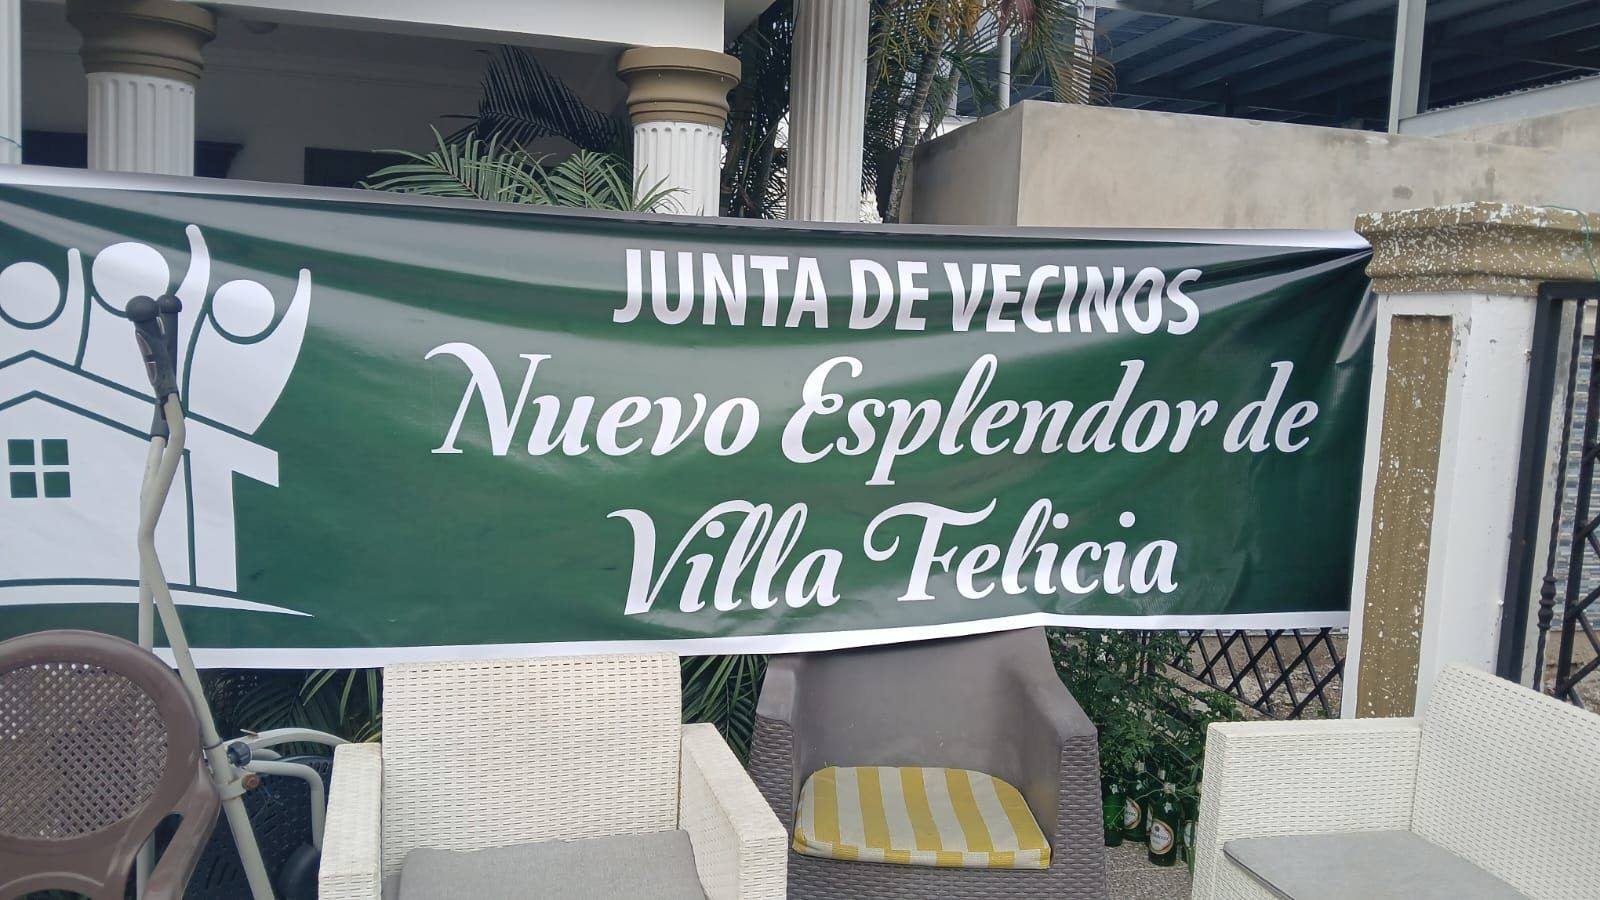 JUNTA DE VECINOS
Nuevo Esplendor de
Villa Felicia